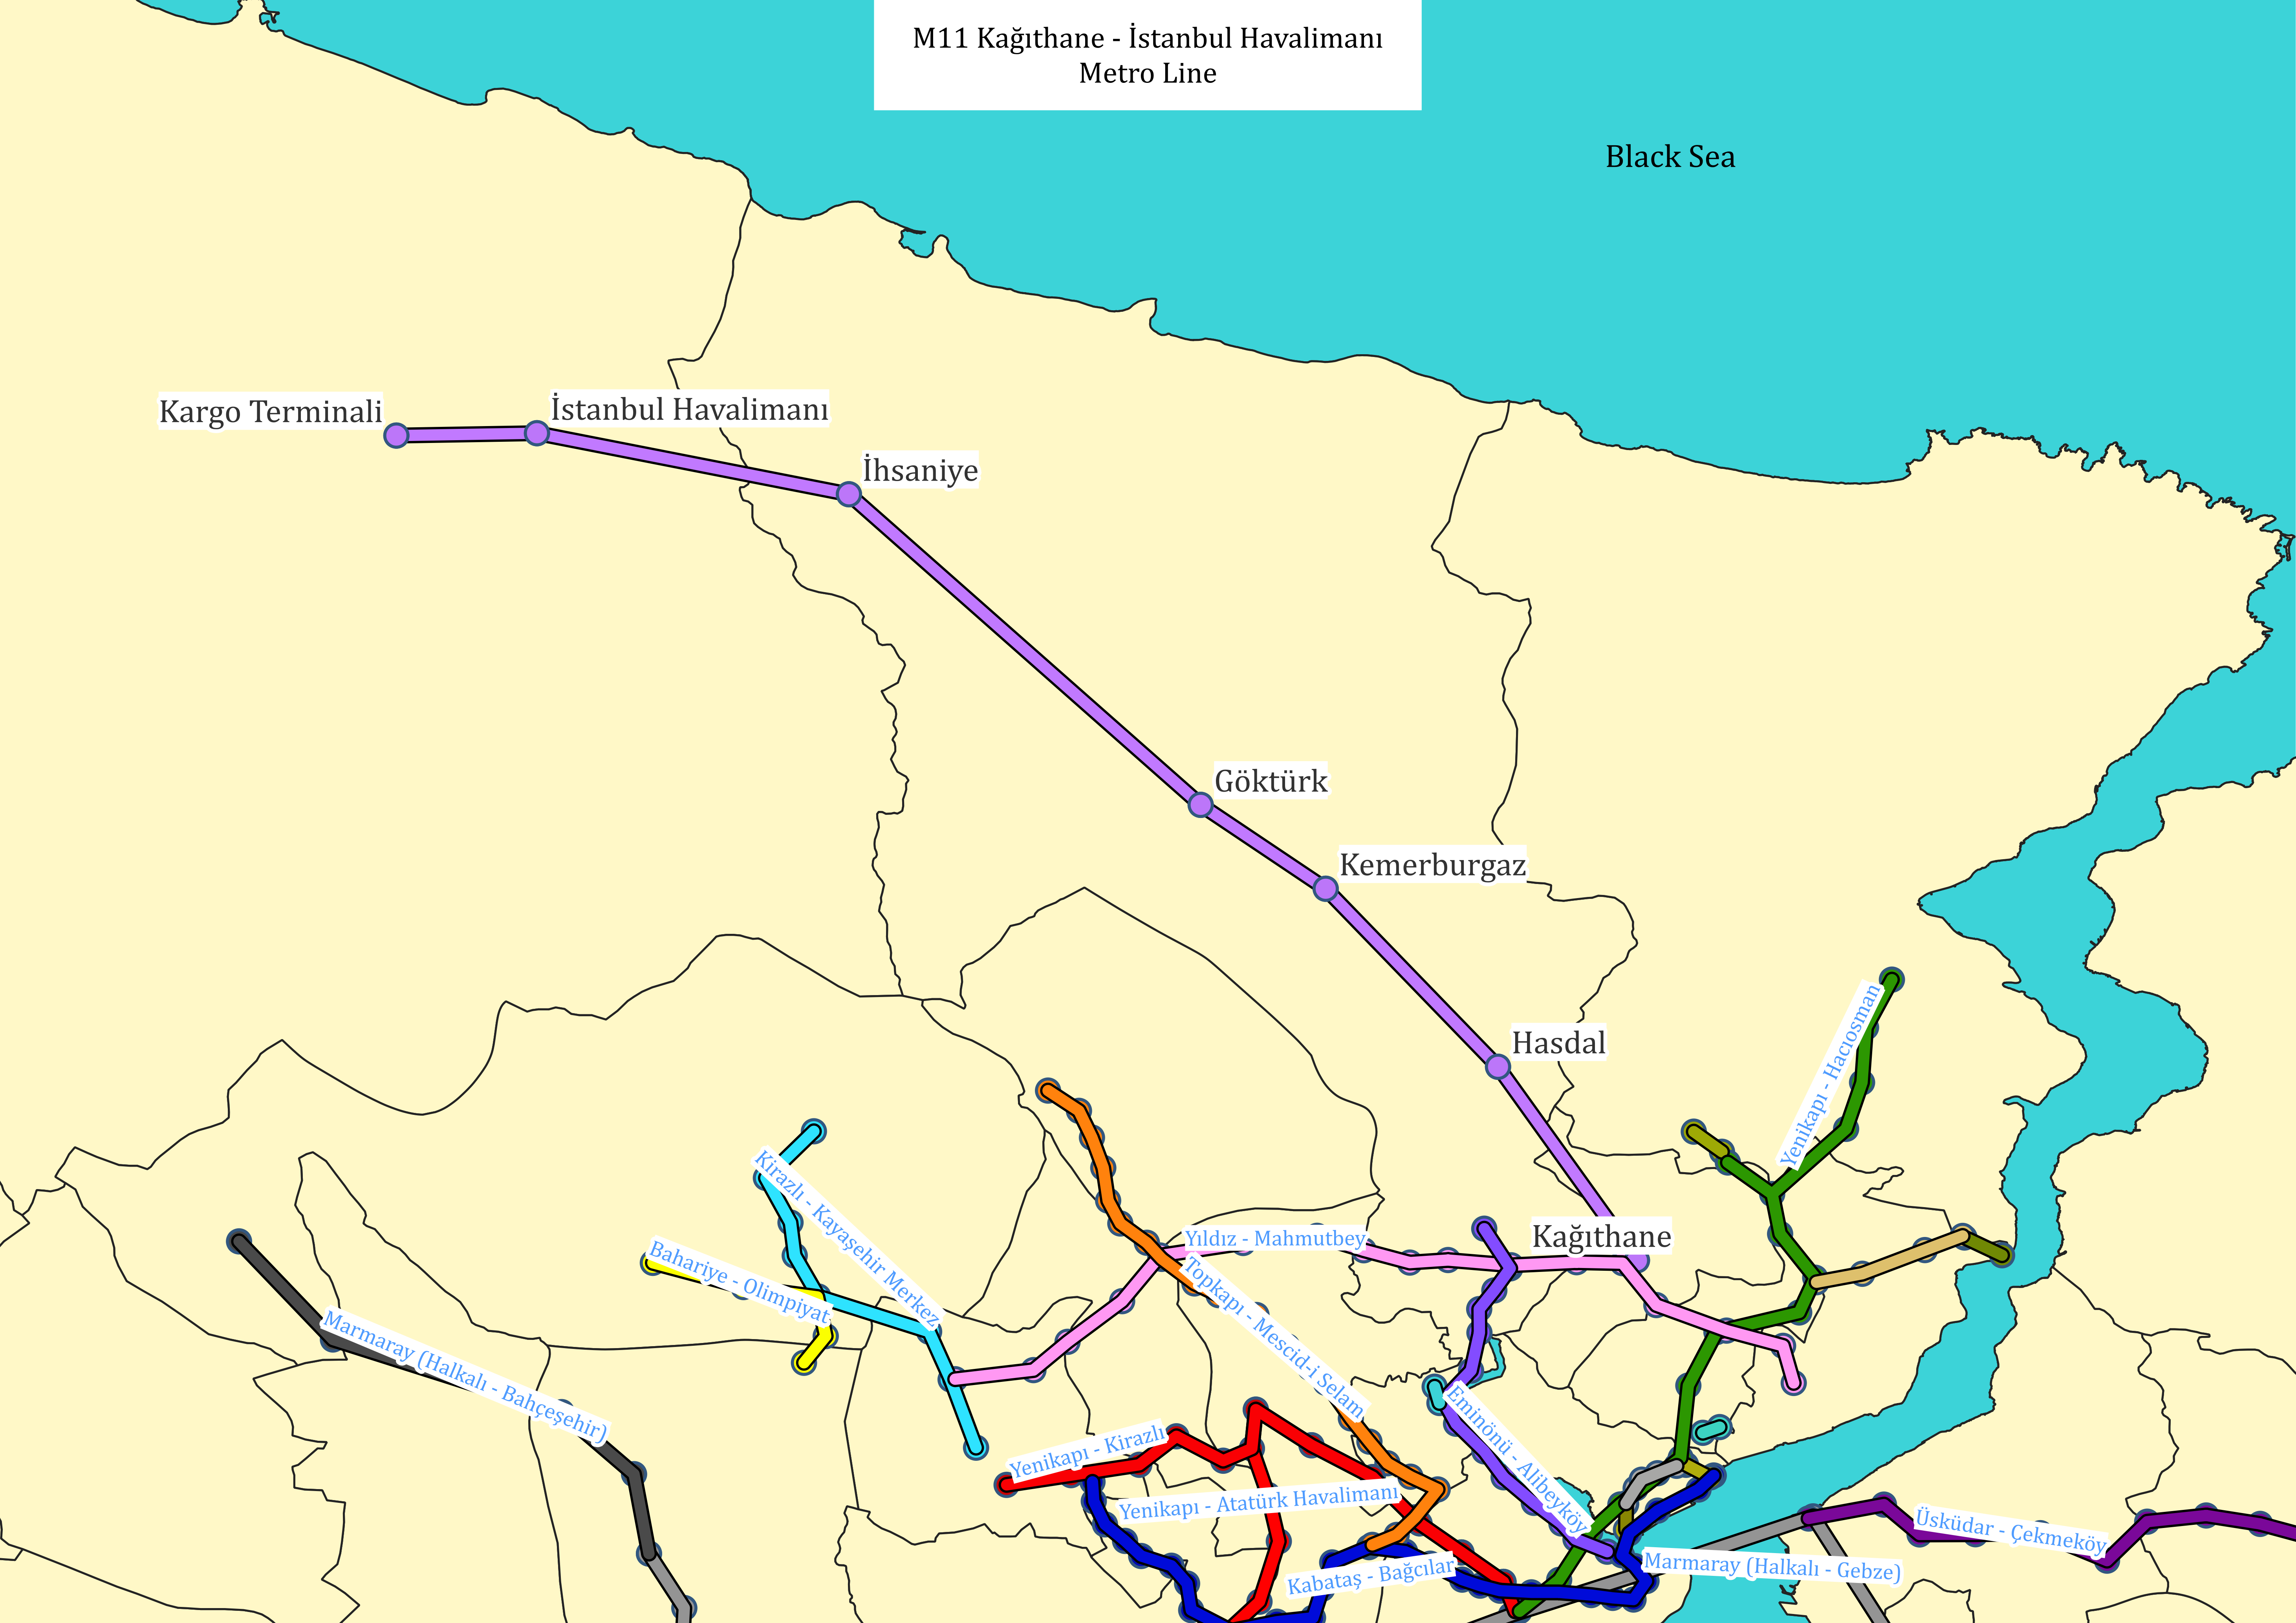 M11 Kağıthane - İstanbul Havalimanı
Metro Line
Black Sea
Kargo Terminali
İstanbul Havalimanı
İhsaniye
Göktürk
Kemerburgaz
Hasdal
Yenikapı - Hacıosman
Kağıthane
Kirazlı - Kayaşehir Merkez
Yıldız - Mahmutbey
Bahariye - Olimpiyat
Topkapı - Mescid-i Selam
Marmaray (Halkalı - Bahçeşehir)
Eminönü - Alibeyköy
Yenikapı - Kirazlı
Yenikapı - Atatürk Havalimanı
Üsküdar - Çekmeköy
Kabataş - Bağcılar
Marmaray (Halkalı - Gebze)